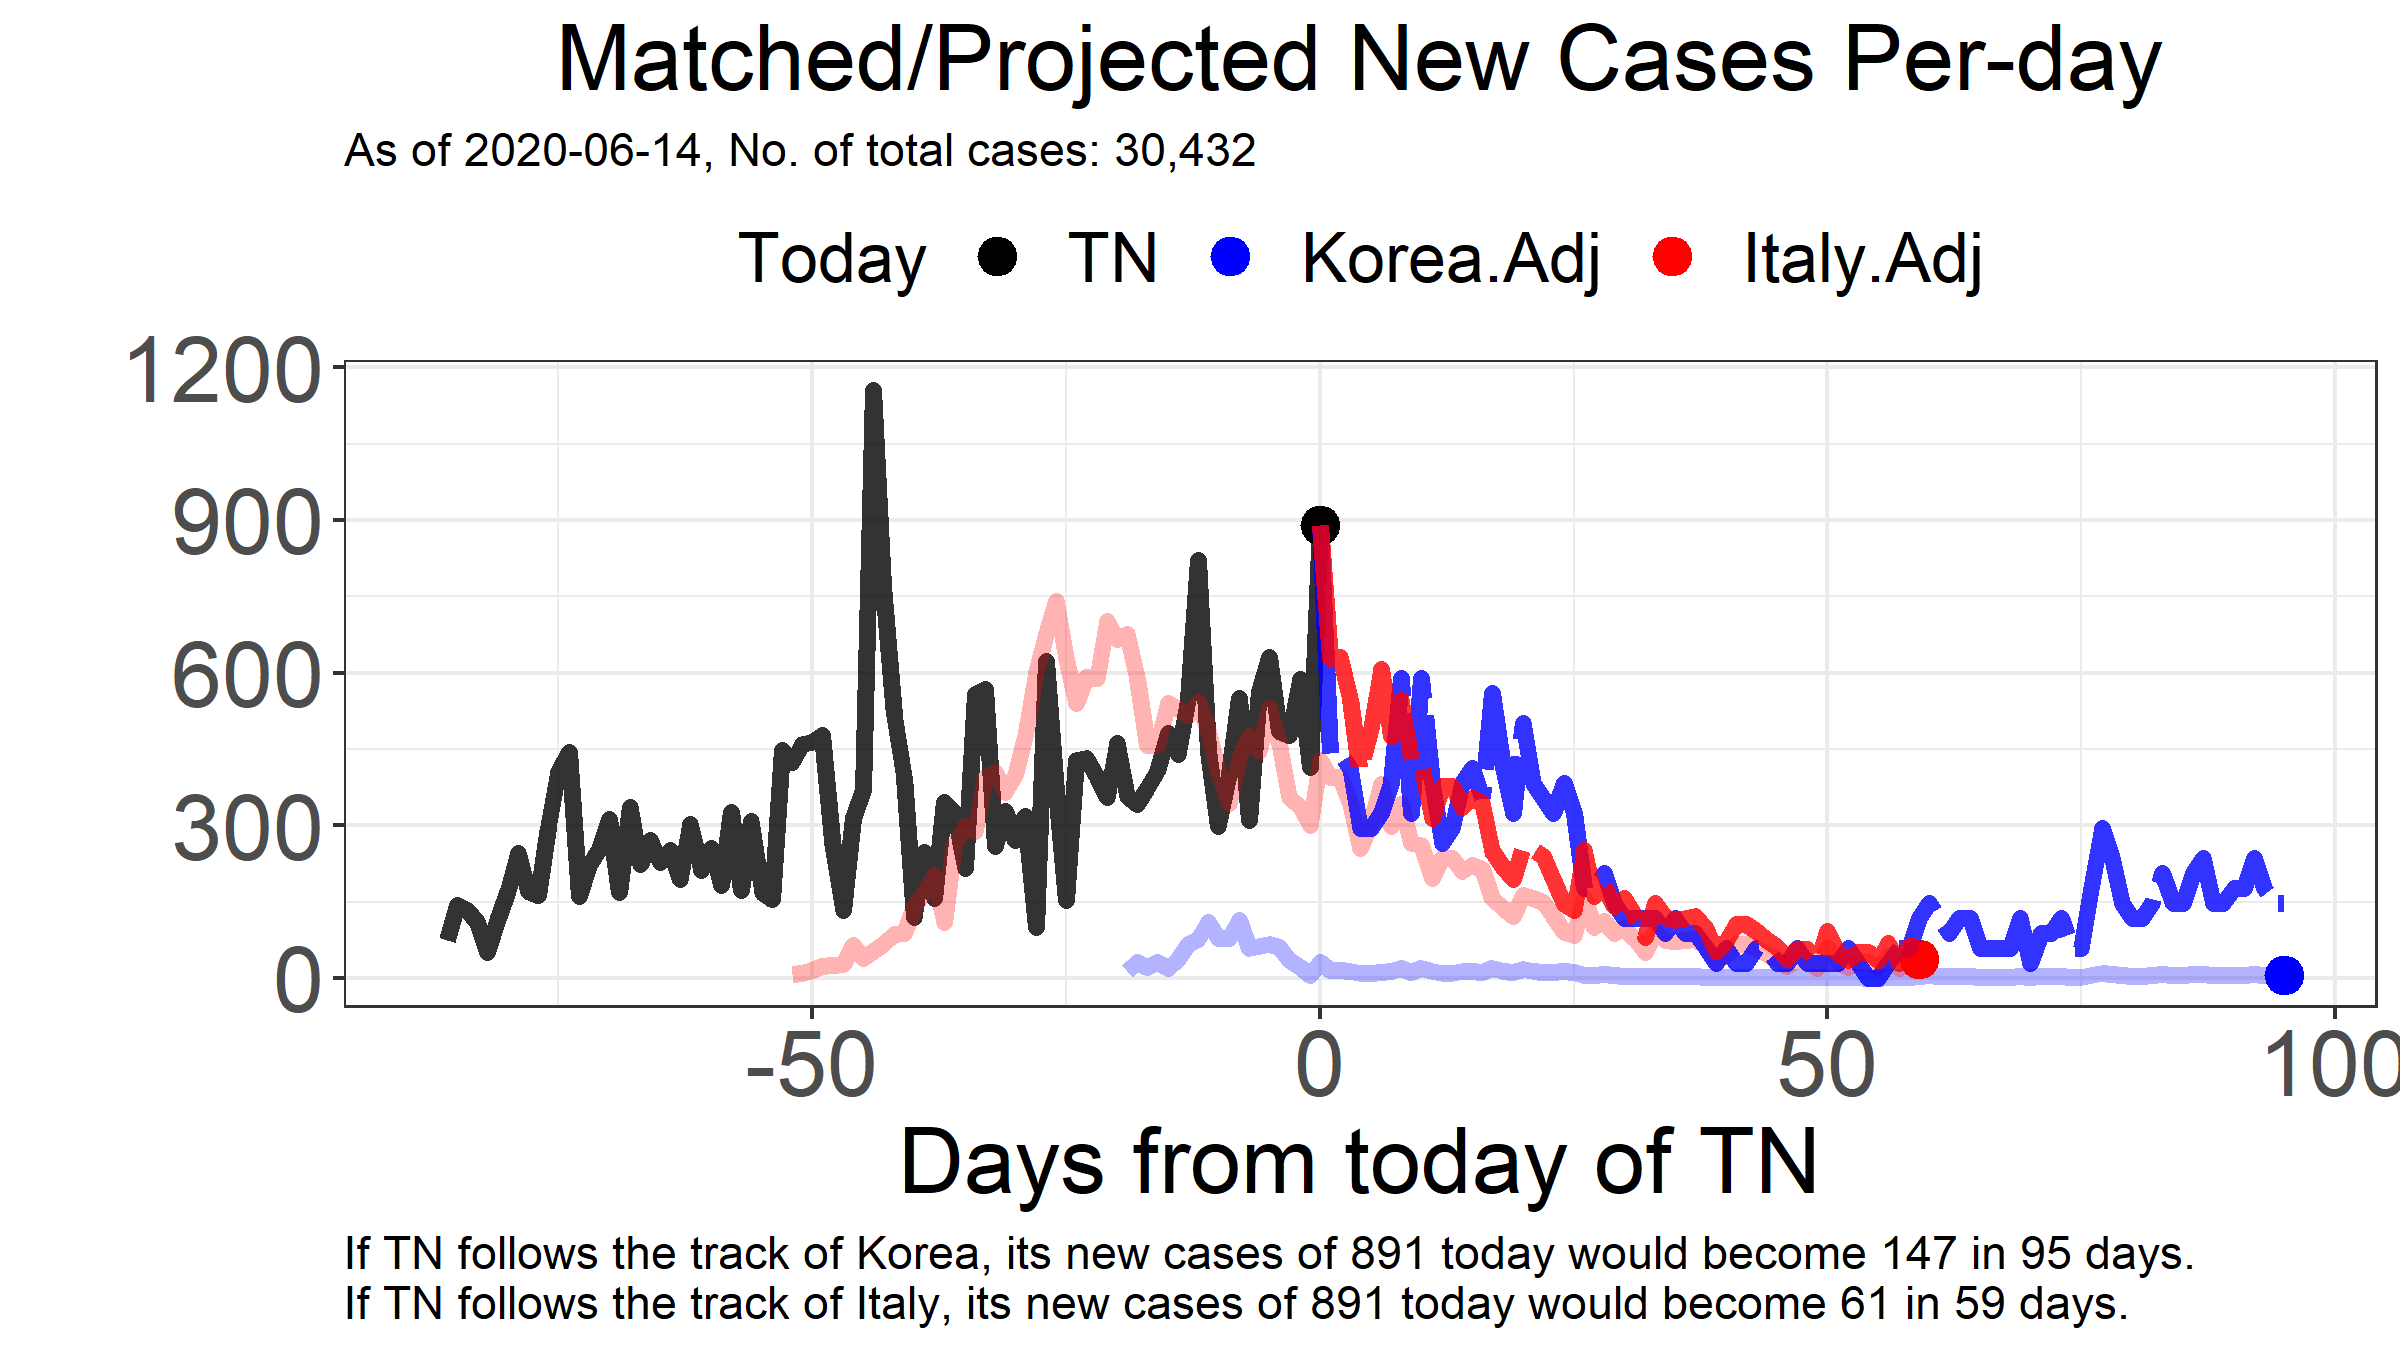 Matched/Projected New Cases Per-day
As of 2020-06-14, No. of total cases: 30,432
Today TN Korea.Adj Italy.Adj
1200
900
600
300
0
-50 0 50 100
Days from today of TN
If TN follows the track of Korea, its new cases of 891 today would become 147 in 95 days.
If TN follows the track of Italy, its new cases of 891 today would become 61 in 59 days.